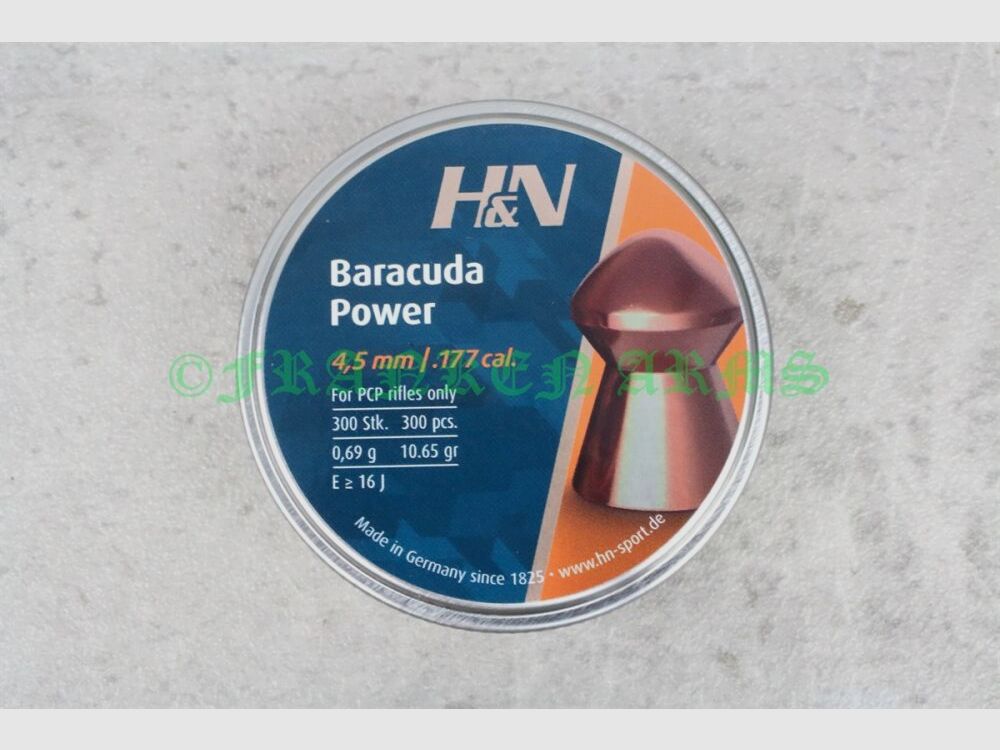 H&N
Baracuda
Power
4,5 mm | .177 cal.
©FRANKEN ARMS
For PCP rifles only
300 Stk. 300 pcs.
0,69 g 10.65 gr
E ≥ 16 J
Made in Germany since 1825 • www.hn-sport.de